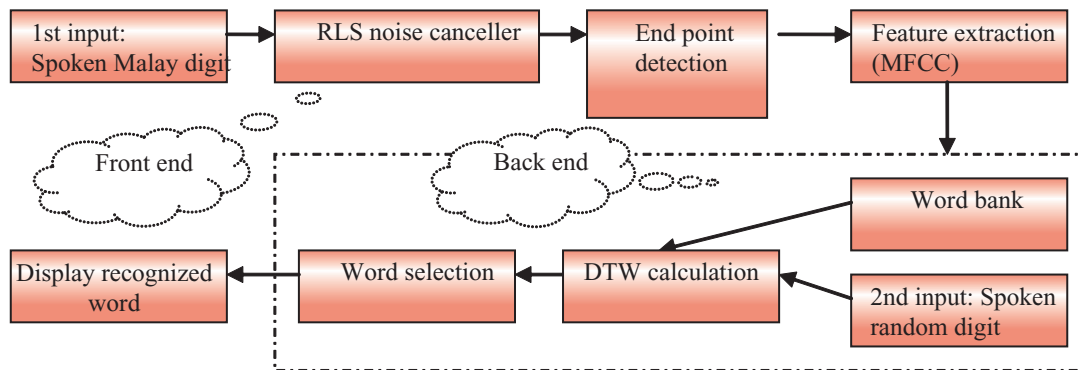 1st input:
Spoken Malay digit
RLS noise canceller
End point
detection
Feature extraction
(MFCC)
Front end
Back end
Word bank
Display recognized
word
Word selection
DTW calculation
2nd input: Spoken
random digit